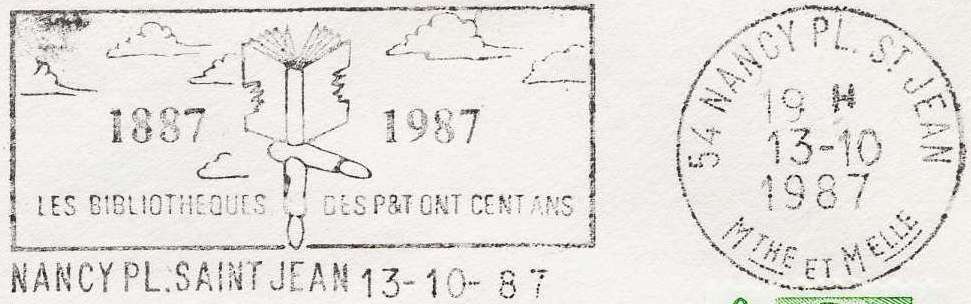 1887 1987
LES BIBLIOTHEQUES DES P&T ONT CENT ANS
NANCY PL. SAINT JEAN 13-10-87
54 NANCY PL. ST JEAN
19 H
13-10
1987
MTHE ET MELLE